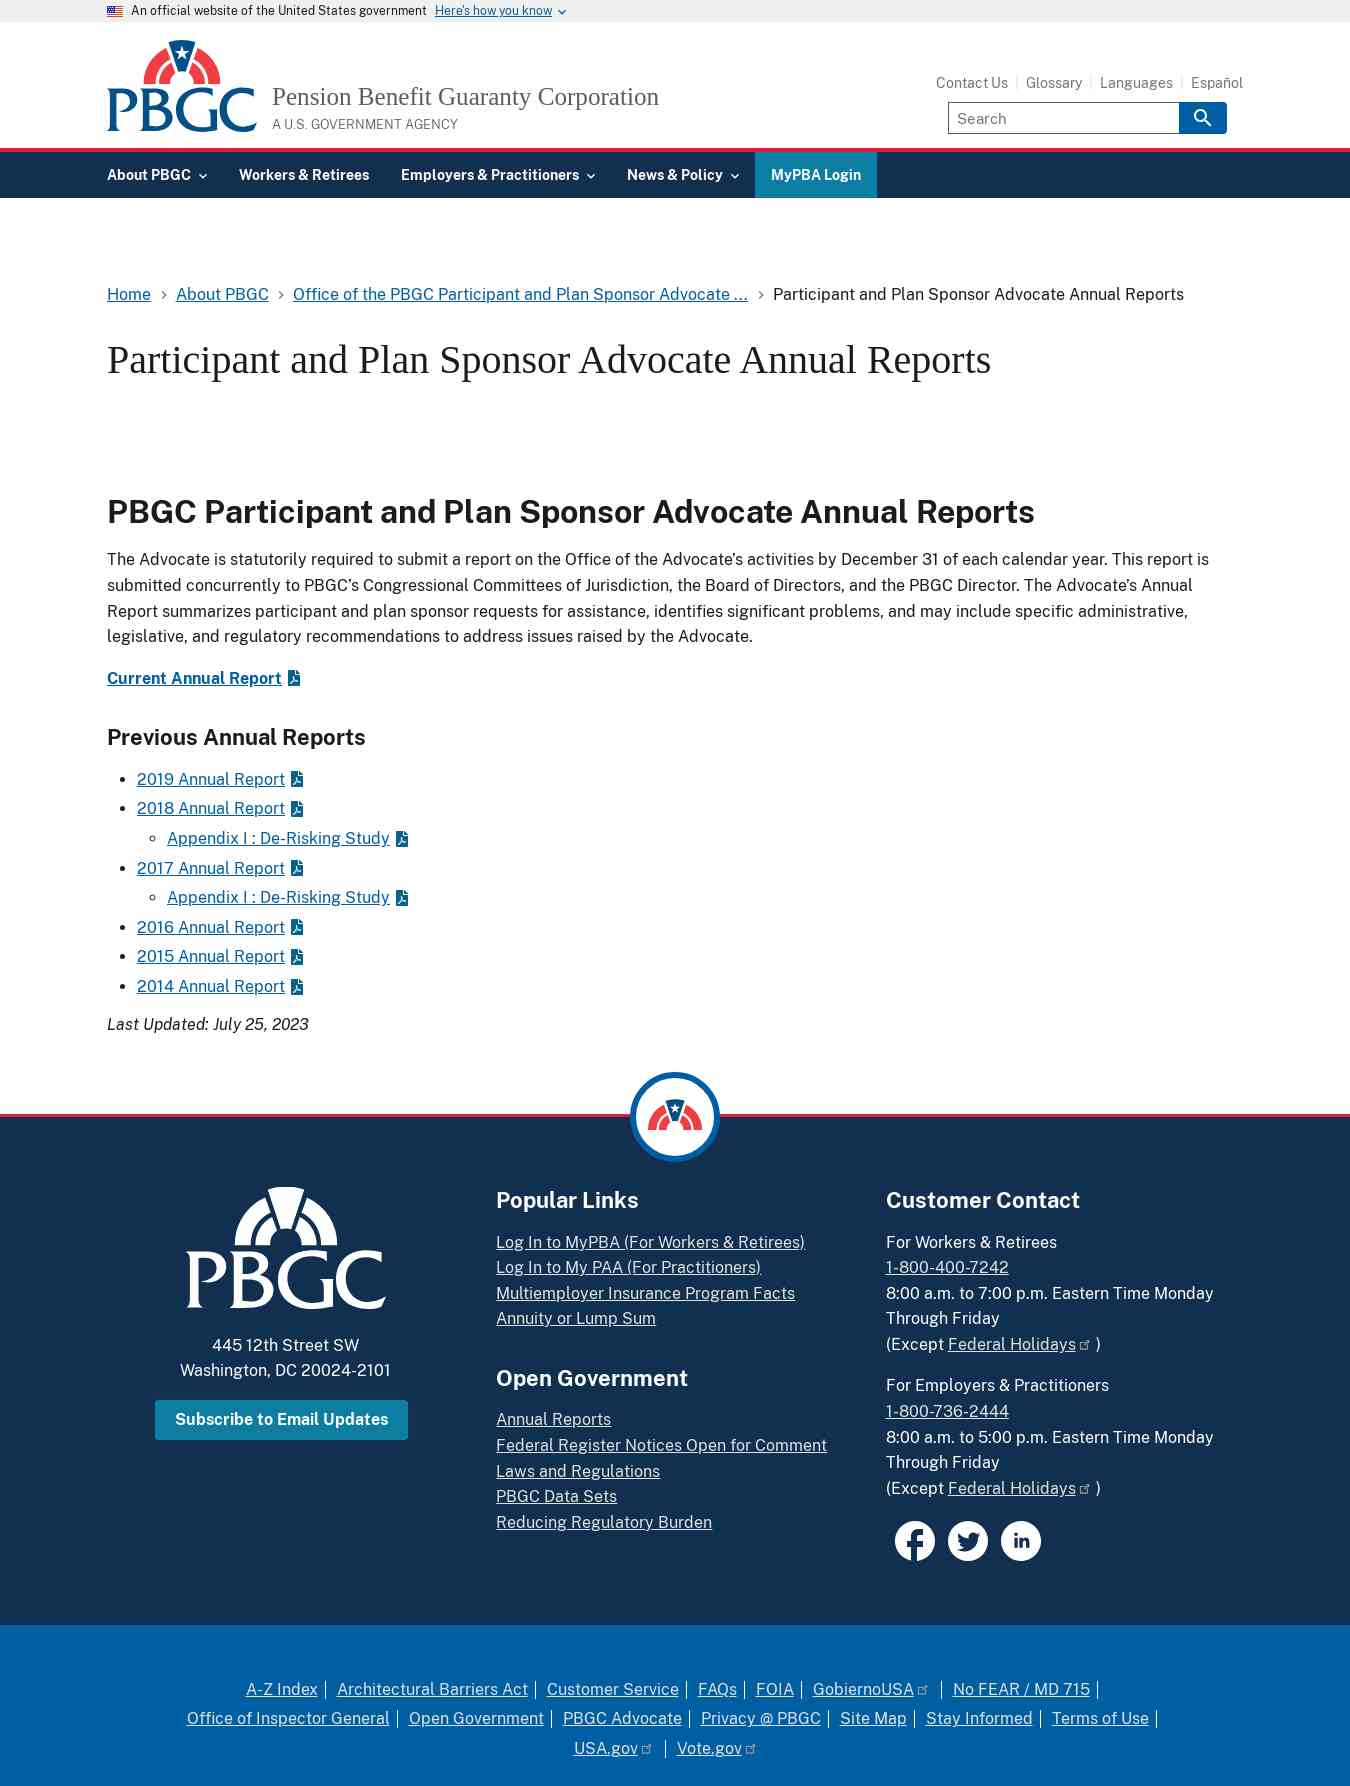 An official website of the United States government Here's how you know
PBGC
Pension Benefit Guaranty Corporation
A U.S. GOVERNMENT AGENCY
Contact Us | Glossary | Languages | Español
Search
About PBGC
Workers & Retirees
Employers & Practitioners
News & Policy
MyPBA Login
Home > About PBGC > Office of the PBGC Participant and Plan Sponsor Advocate ... > Participant and Plan Sponsor Advocate Annual Reports
Participant and Plan Sponsor Advocate Annual Reports
PBGC Participant and Plan Sponsor Advocate Annual Reports
The Advocate is statutorily required to submit a report on the Office of the Advocate's activities by December 31 of each calendar year. This report is
submitted concurrently to PBGC's Congressional Committees of Jurisdiction, the Board of Directors, and the PBGC Director. The Advocate's Annual
Report summarizes participant and plan sponsor requests for assistance, identifies significant problems, and may include specific administrative,
legislative, and regulatory recommendations to address issues raised by the Advocate.
Current Annual Report
Previous Annual Reports
2019 Annual Report
2018 Annual Report
Appendix I : De-Risking Study
2017 Annual Report
Appendix I : De-Risking Study
2016 Annual Report
2015 Annual Report
2014 Annual Report
Last Updated: July 25, 2023
PBGC
445 12th Street SW
Washington, DC 20024-2101
Subscribe to Email Updates
Popular Links
Log In to MyPBA (For Workers & Retirees)
Log In to My PAA (For Practitioners)
Multiemployer Insurance Program Facts
Annuity or Lump Sum
Open Government
Annual Reports
Federal Register Notices Open for Comment
Laws and Regulations
PBGC Data Sets
Reducing Regulatory Burden
Customer Contact
For Workers & Retirees
1-800-400-7242
8:00 a.m. to 7:00 p.m. Eastern Time Monday
Through Friday
(Except Federal Holidays )
For Employers & Practitioners
1-800-736-2444
8:00 a.m. to 5:00 p.m. Eastern Time Monday
Through Friday
(Except Federal Holidays )
A-Z Index | Architectural Barriers Act | Customer Service | FAQs | FOIA | GobiernoUSA | No FEAR / MD 715 |
Office of Inspector General | Open Government | PBGC Advocate | Privacy @ PBGC | Site Map | Stay Informed | Terms of Use |
USA.gov | Vote.gov